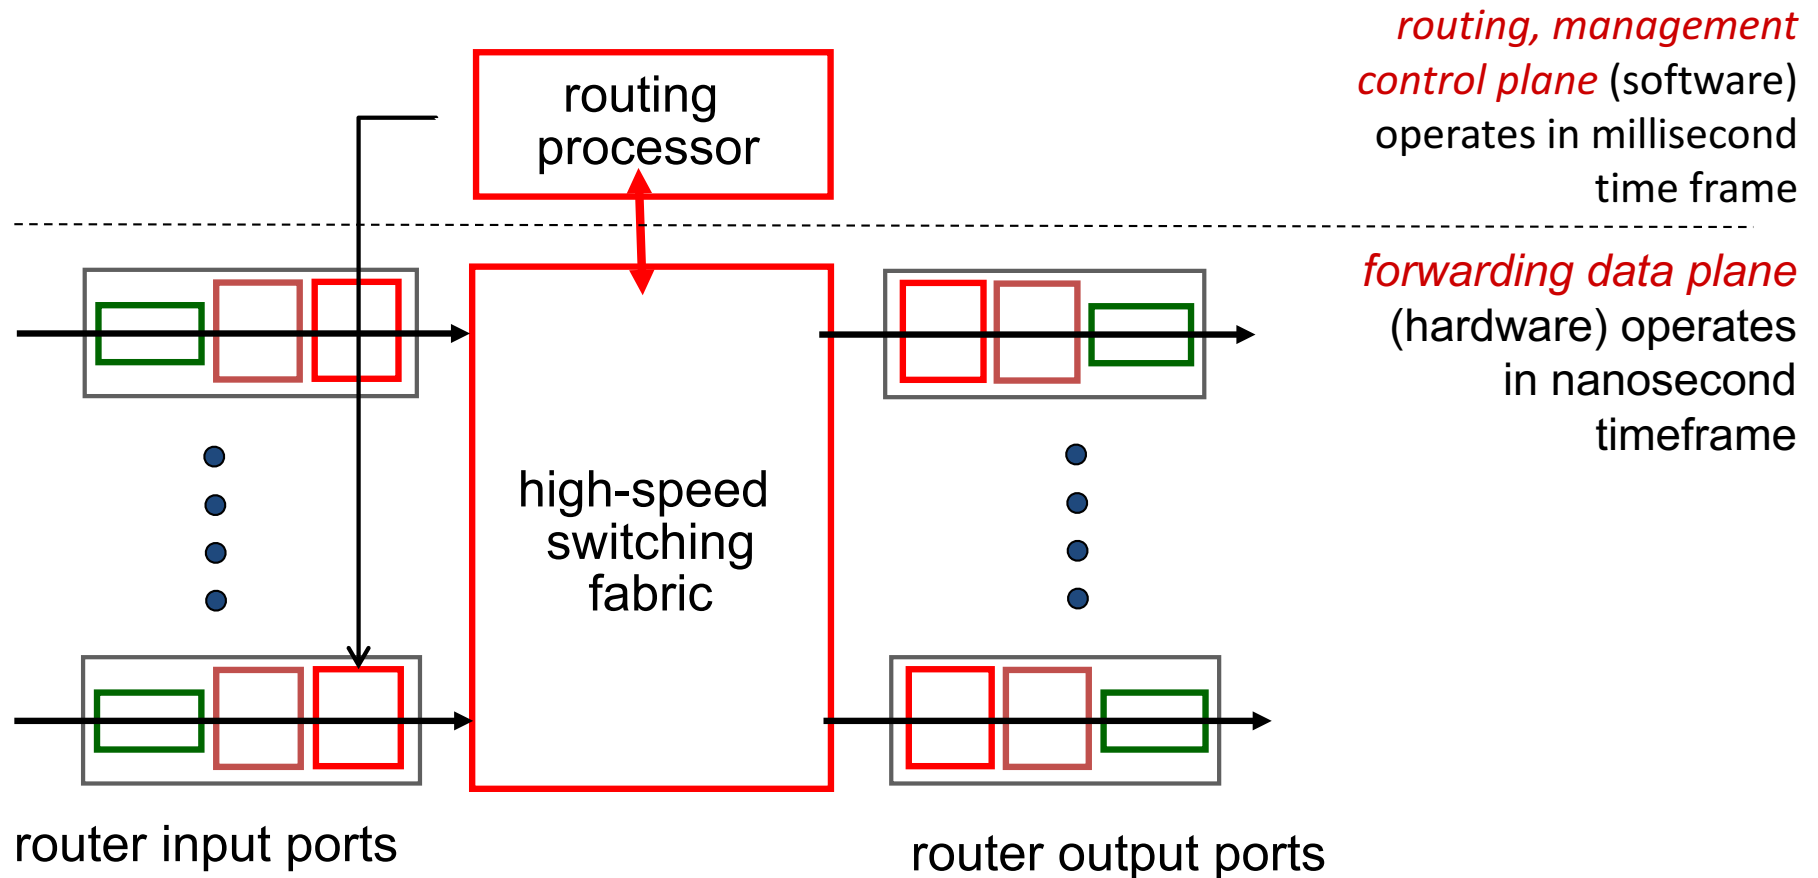 routing, management
control plane (software)
operates in millisecond
time frame
routing
processor
forwarding data plane
(hardware) operates
in nanosecond
timeframe
high-speed
switching
fabric
router input ports
router output ports